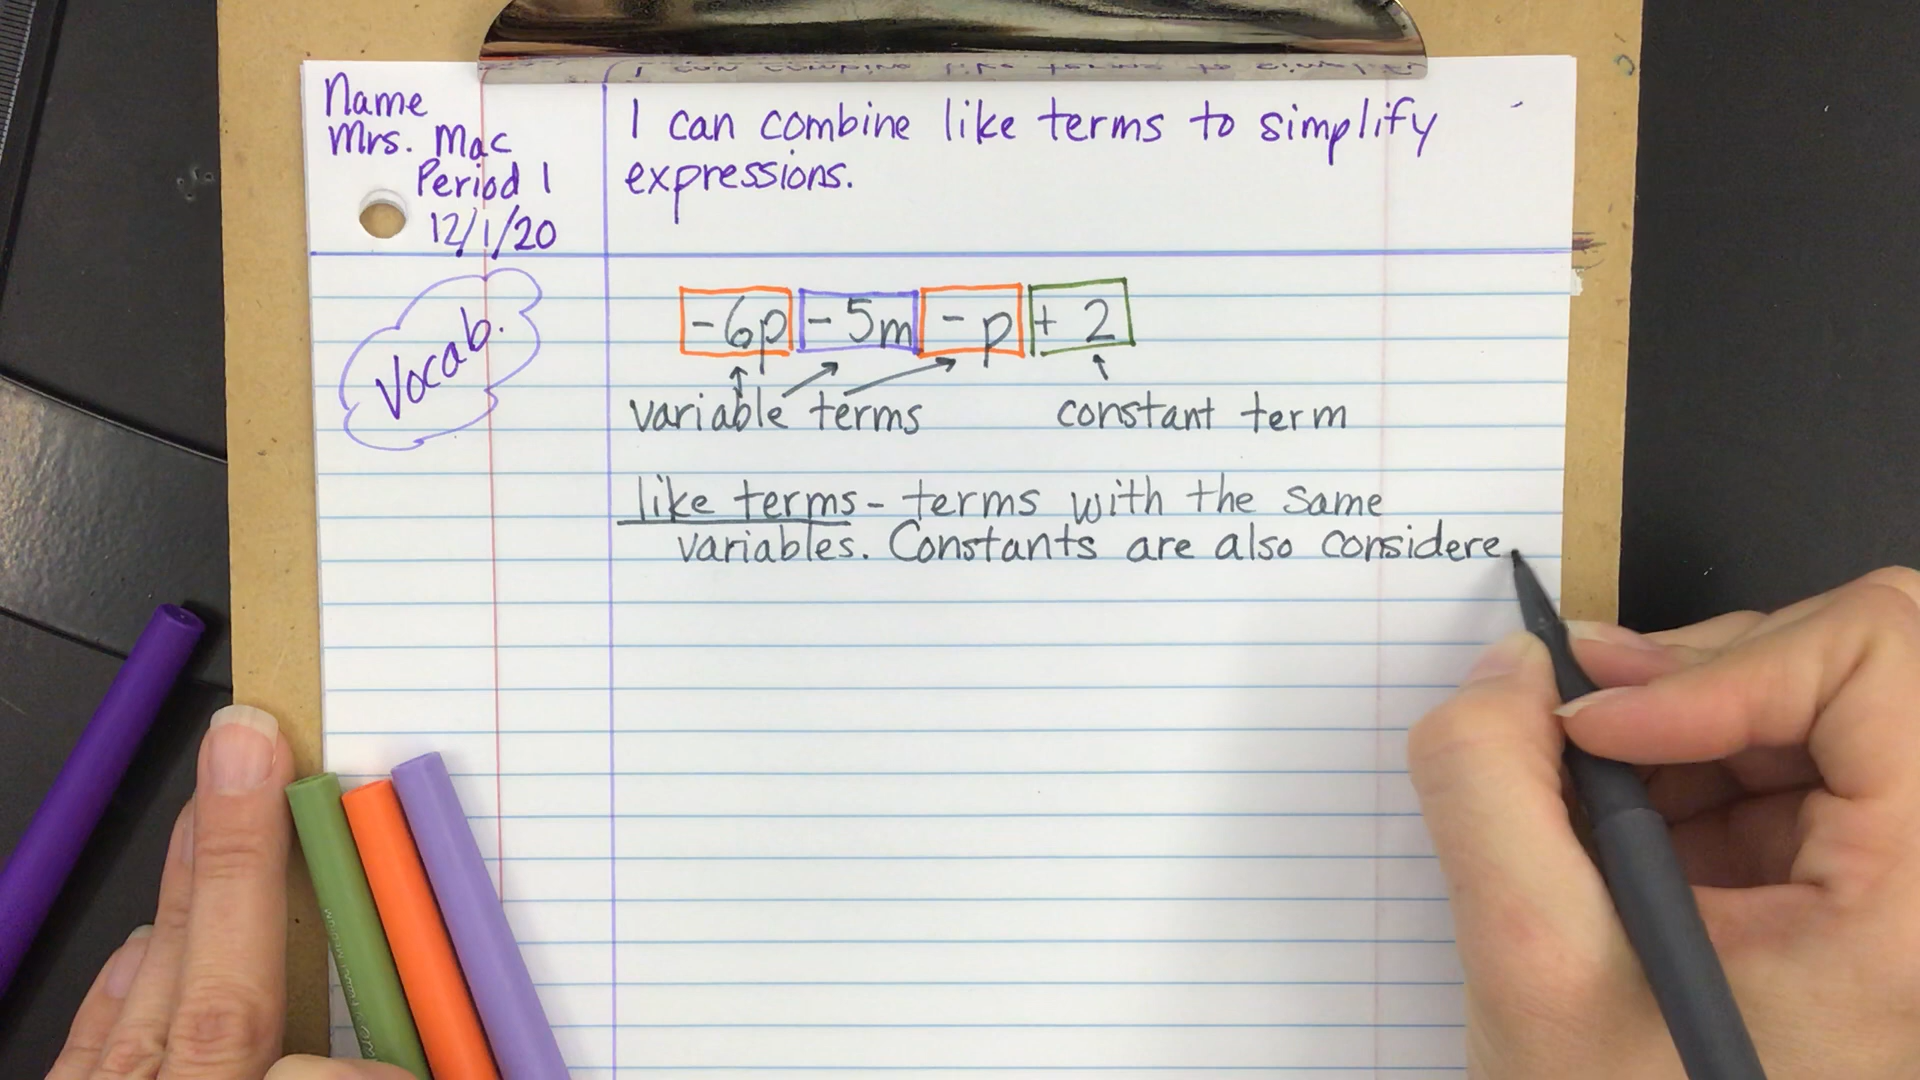 Name
Mrs. Mac
Period 1
12/1/20
I can combine like terms to simplify
expressions.
Vocab.
-6p - 5m - p + 2
variable terms
constant term
like terms - terms with the same
variables. Constants are also considere